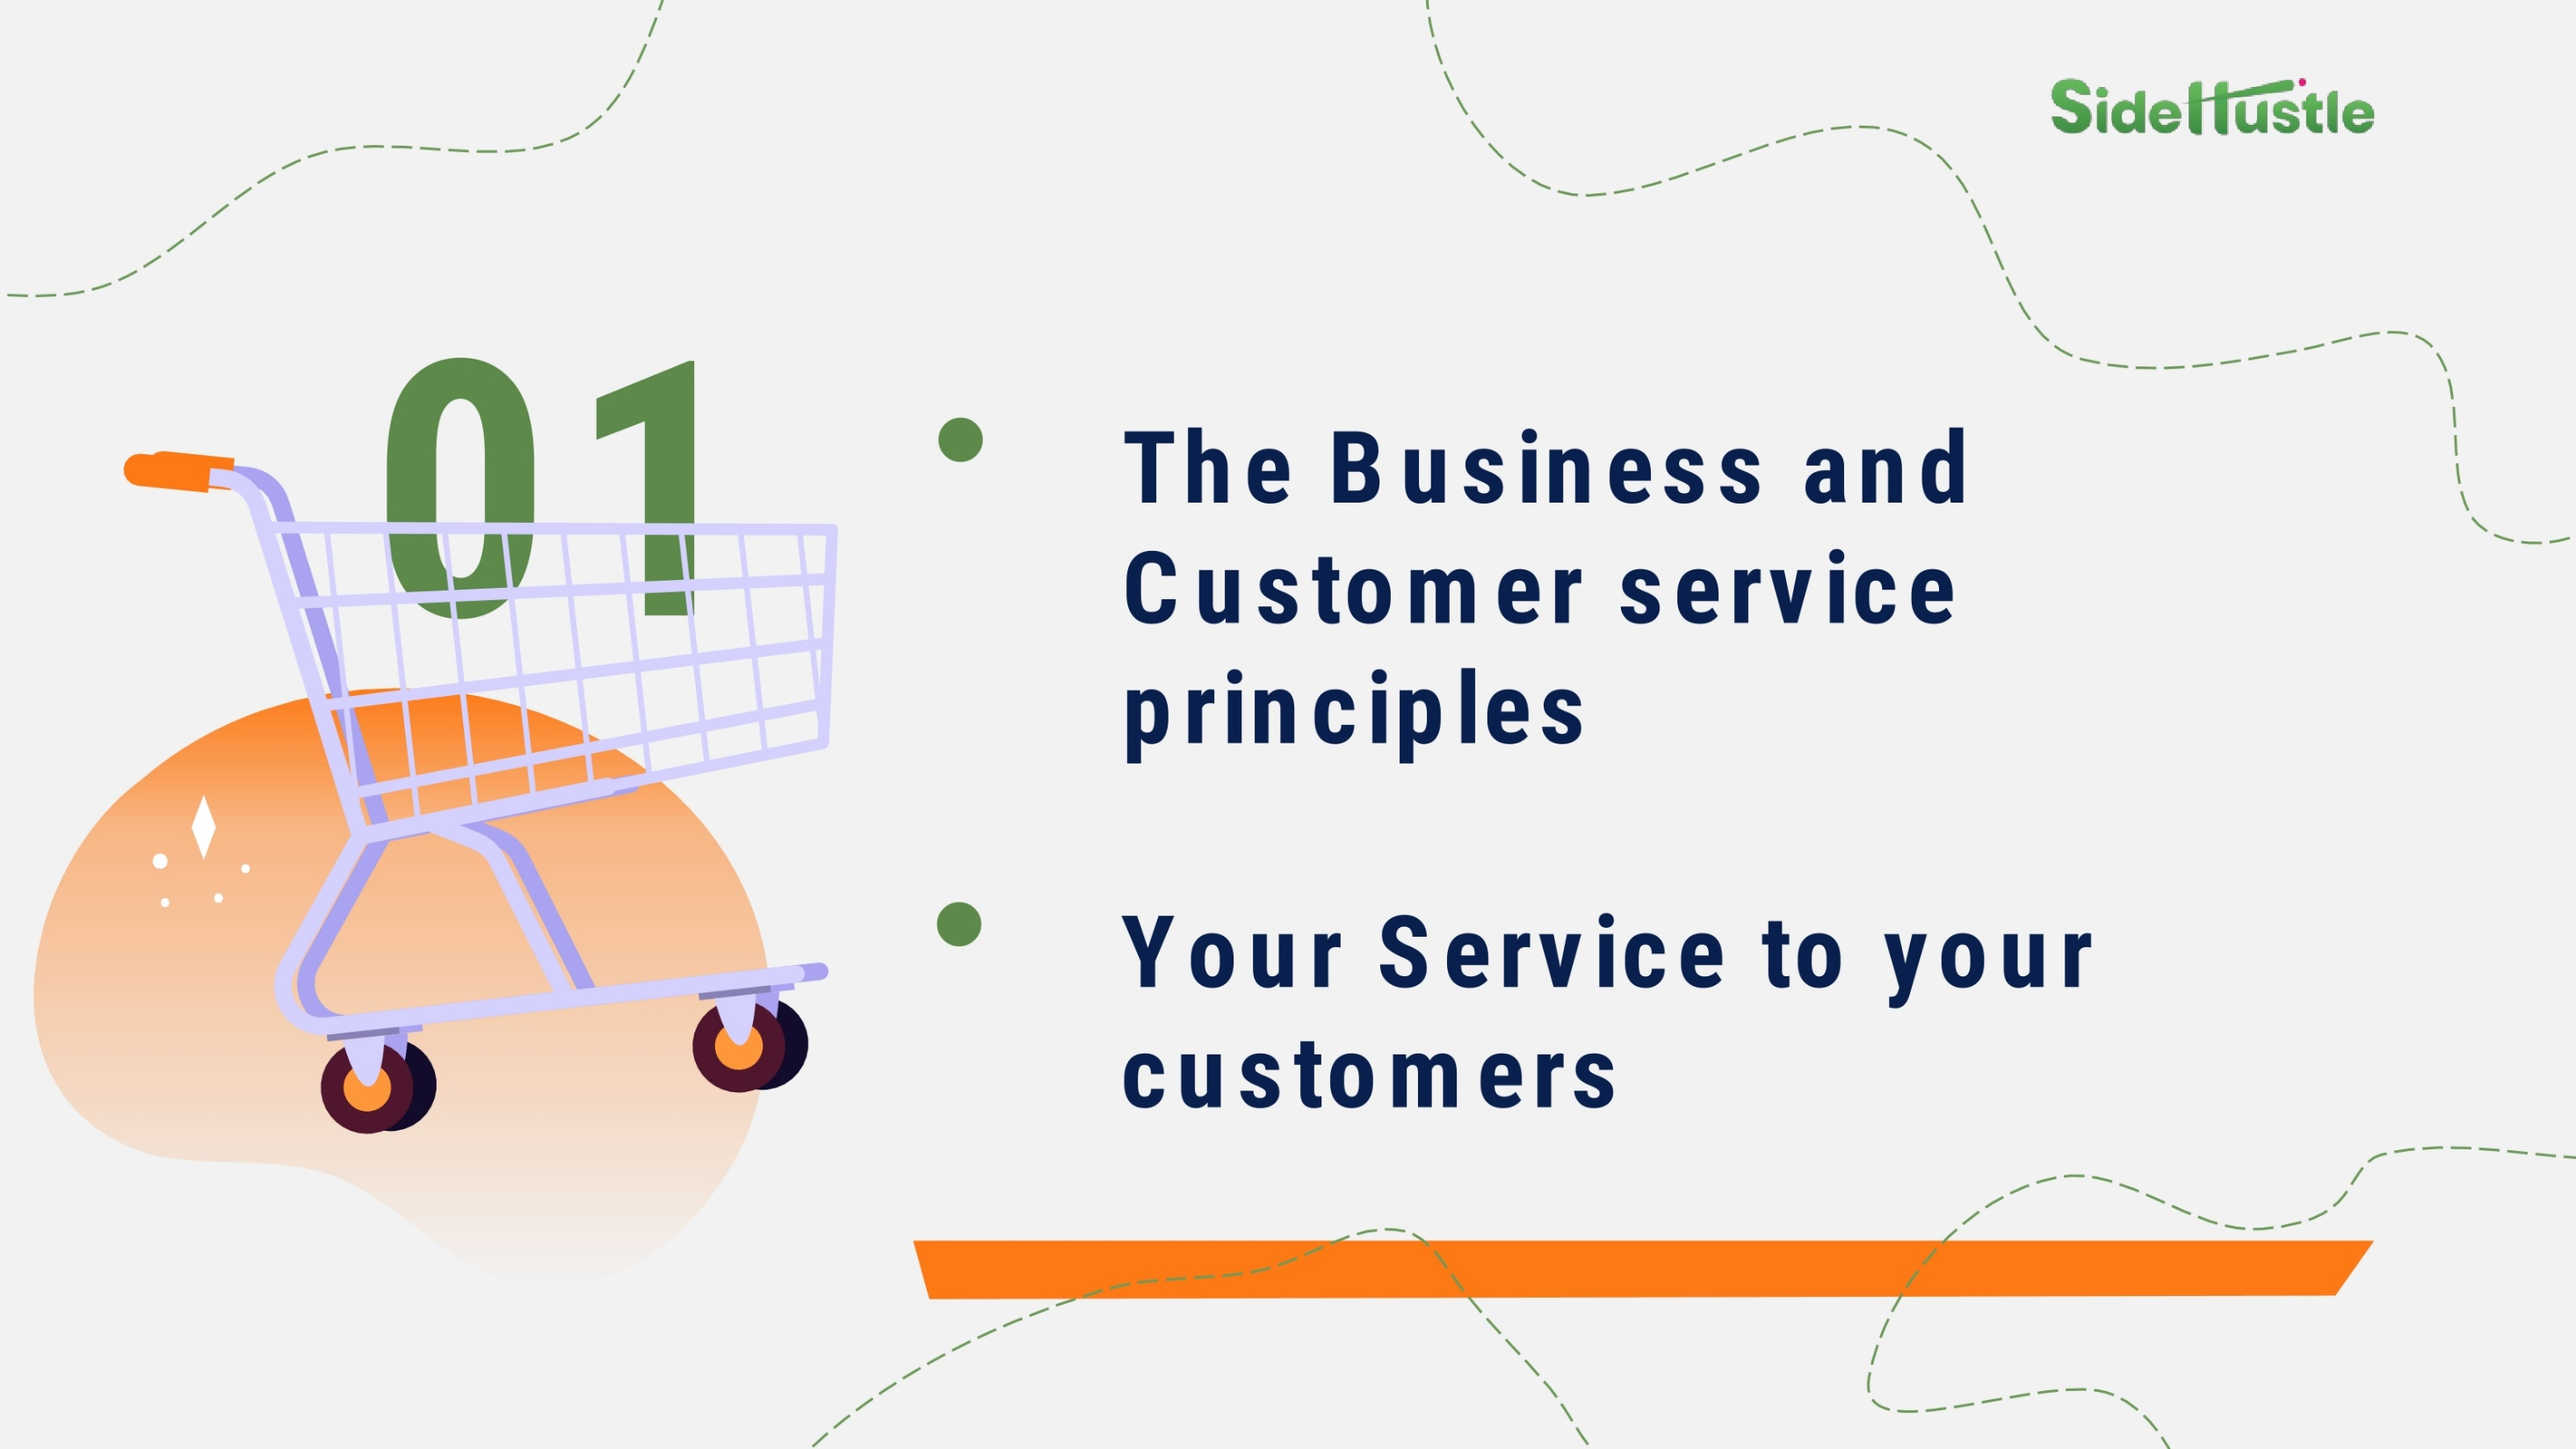 SideHustle
01
The Business and
Customer service
principles
Your Service to your
customers